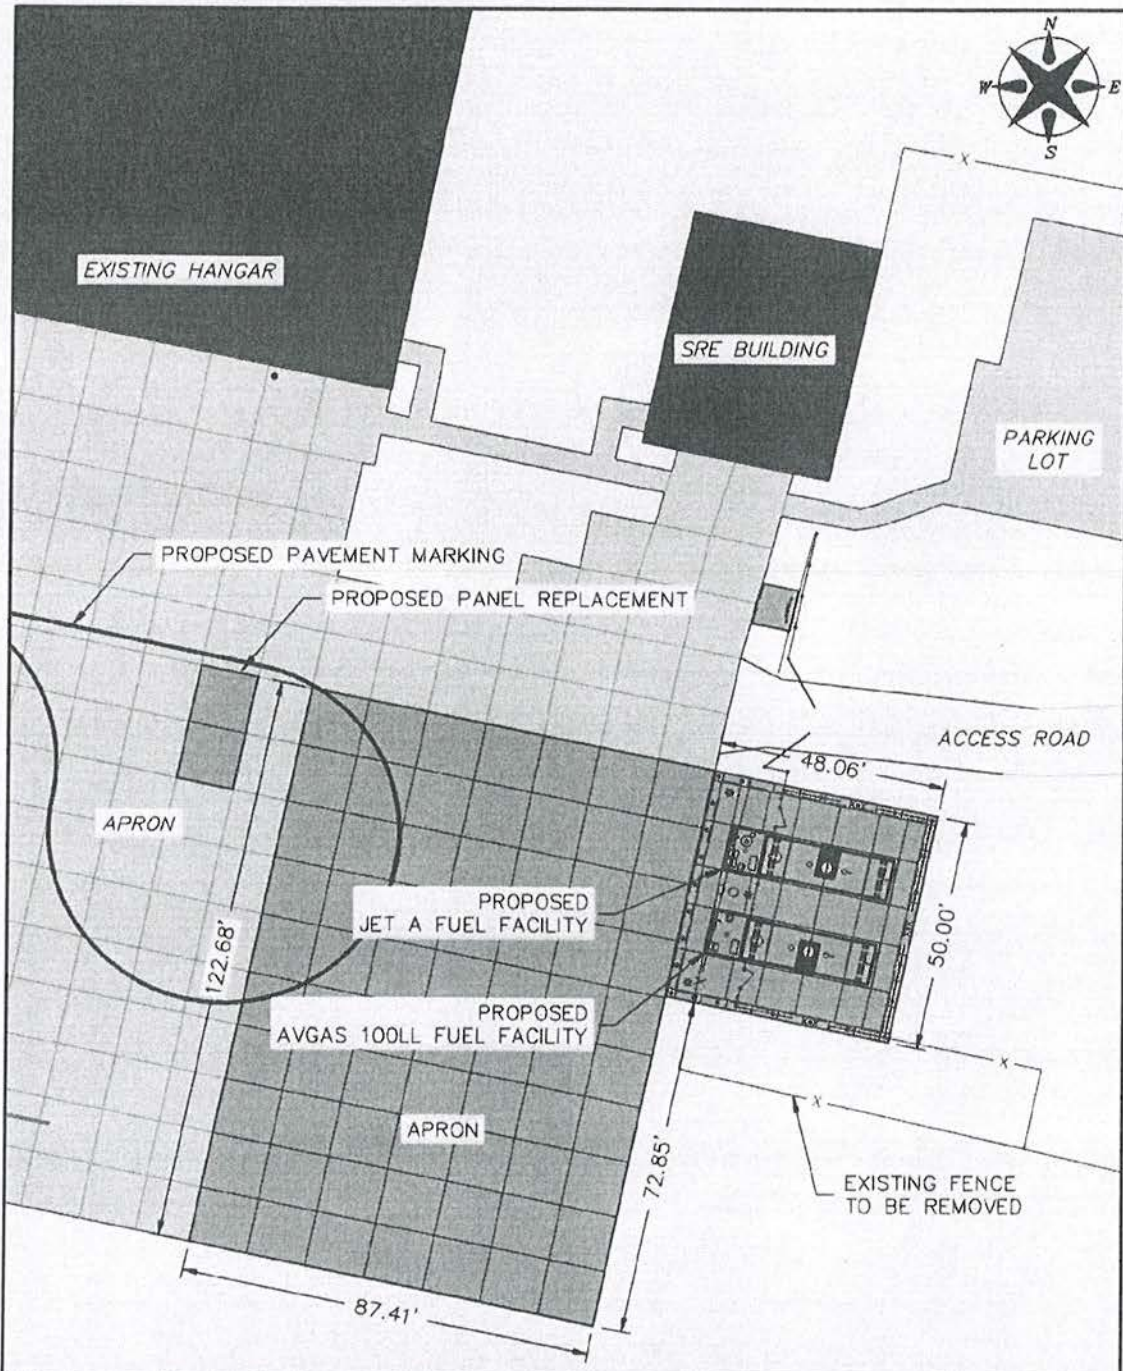 N
W E
S
X
EXISTING HANGAR
SRE BUILDING
PARKING
LOT
PROPOSED PAVEMENT MARKING
PROPOSED PANEL REPLACEMENT
ACCESS ROAD
48.06'
APRON
PROPOSED
JET A FUEL FACILITY
50.00'
122.68'
PROPOSED
AVGAS 100LL FUEL FACILITY
X
X
APRON
72.85'
EXISTING FENCE
TO BE REMOVED
87.41'